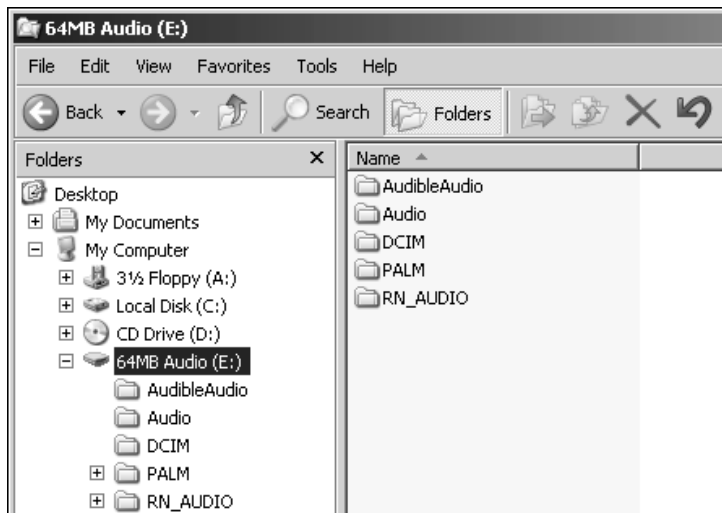 64MB Audio (E:)
File Edit View Favorites Tools Help
Back Search Folders
Folders
Desktop
My Documents
My Computer
3½ Floppy (A:)
Local Disk (C:)
CD Drive (D:)
64MB Audio (E:)
AudibleAudio
Audio
DCIM
PALM
RN_AUDIO
Name
AudibleAudio
Audio
DCIM
PALM
RN_AUDIO